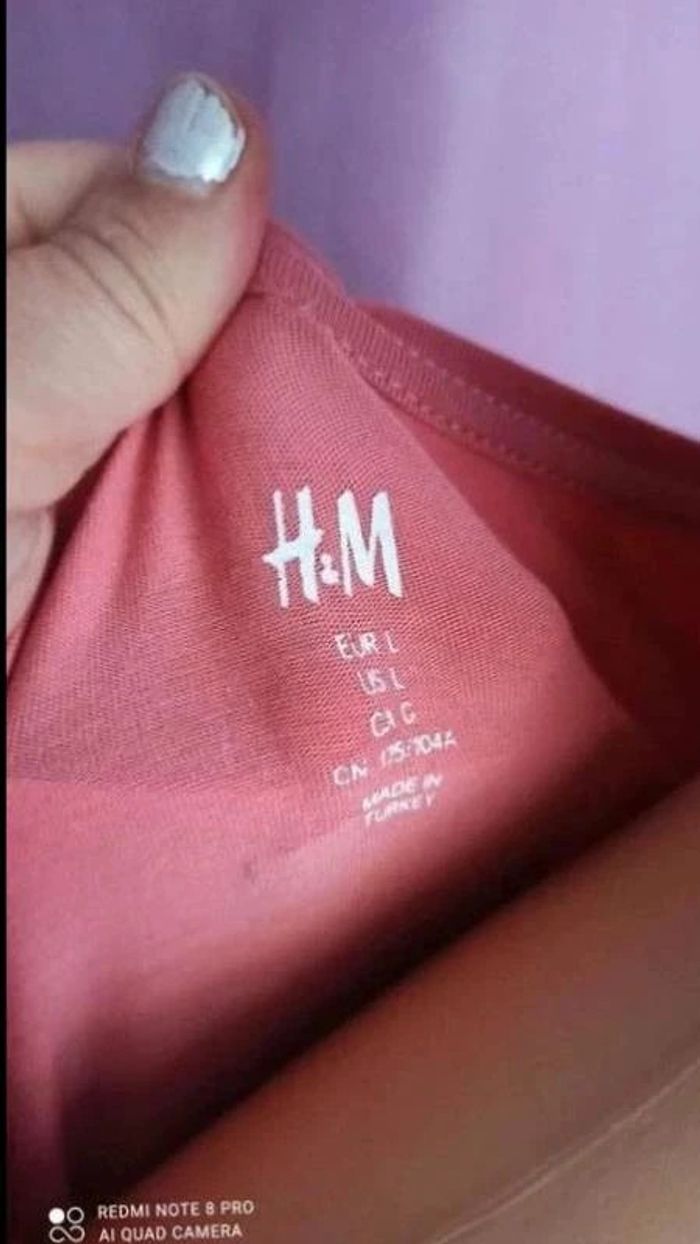 H&M
EUR L
US L
CA G
CN 175/104A
MADE IN
TURKEY
REDMI NOTE 8 PRO
AI QUAD CAMERA